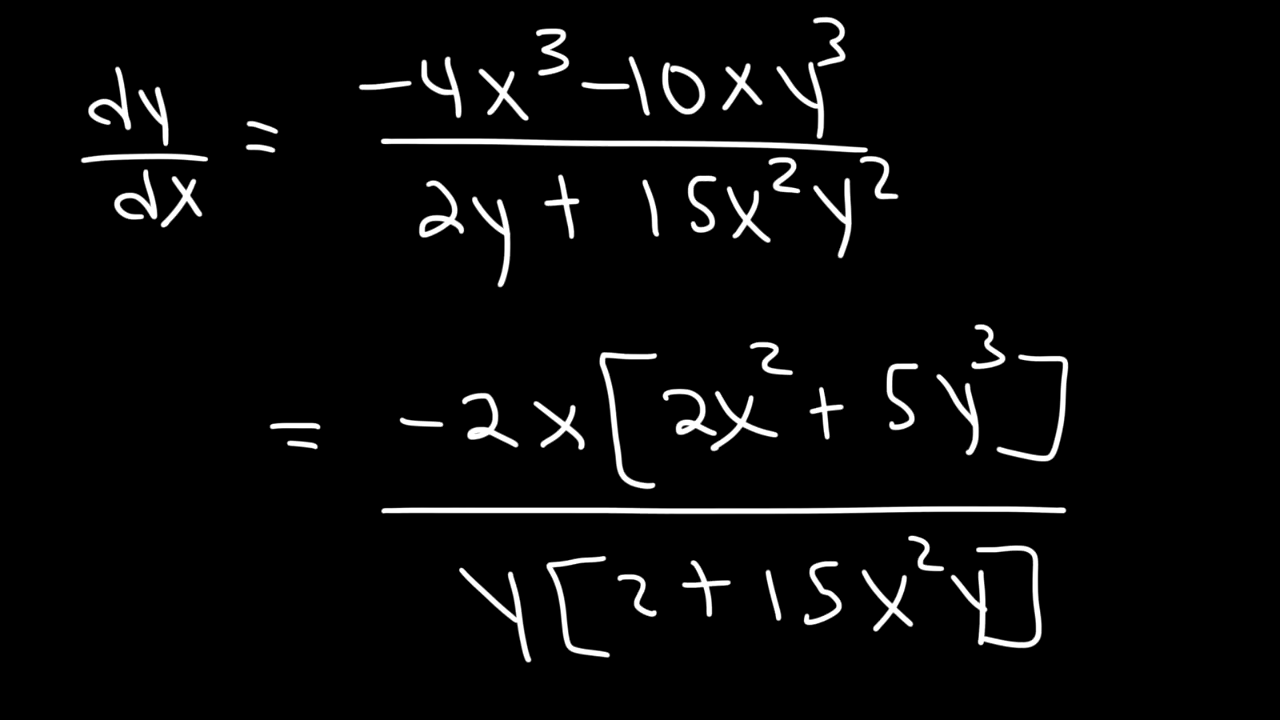 dy/dx = (-4x³ - 10xy³)/(2y + 15x²y²)
= -2x[2x² + 5y³]/y[2 + 15x²y]